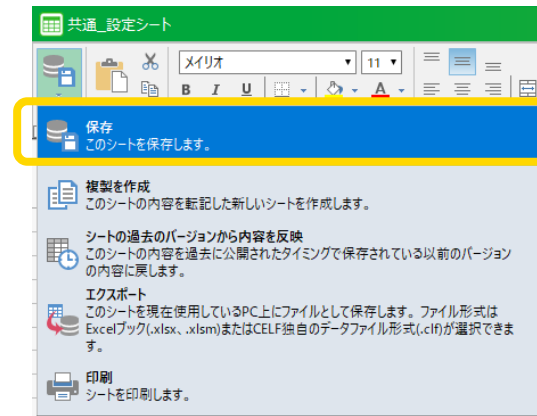 共通_設定シート
メイリオ 11
B I U A
保存
このシートを保存します。
複製を作成
このシートの内容を転記した新しいシートを作成します。
シートの過去のバージョンから内容を反映
このシートの内容を過去に公開されたタイミングで保存されている以前のバージョン
の内容に戻します。
エクスポート
このシートを現在使用しているPC上にファイルとして保存します。ファイル形式は
Excelブック(.xlsx、.xlsm)またはCELF独自のデータファイル形式(.clf)が選択できま
す。
印刷
シートを印刷します。